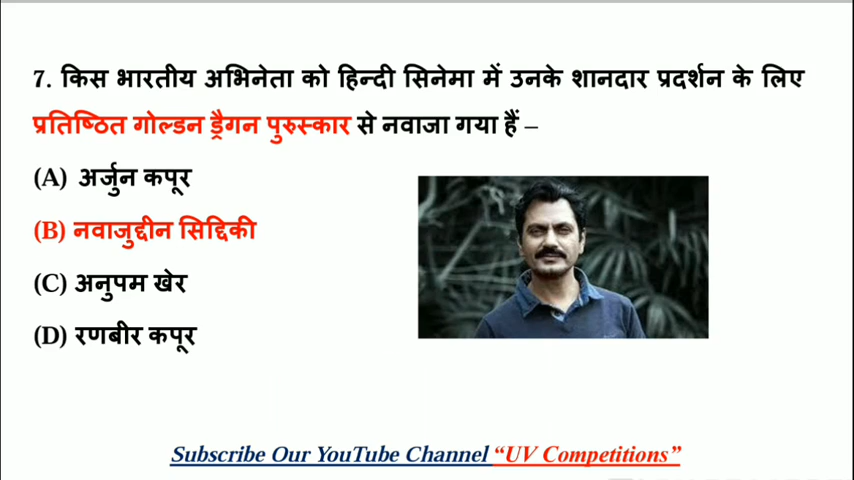 7. किस भारतीय अभिनेता को हिन्दी सिनेमा में उनके शानदार प्रदर्शन के लिए
प्रतिष्ठित गोल्डन ड्रैगन पुरुस्कार से नवाजा गया हैं –
(A) अर्जुन कपूर
(B) नवाजुद्दीन सिद्दिकी
(C) अनुपम खेर
(D) रणबीर कपूर
Subscribe Our YouTube Channel “UV Competitions”